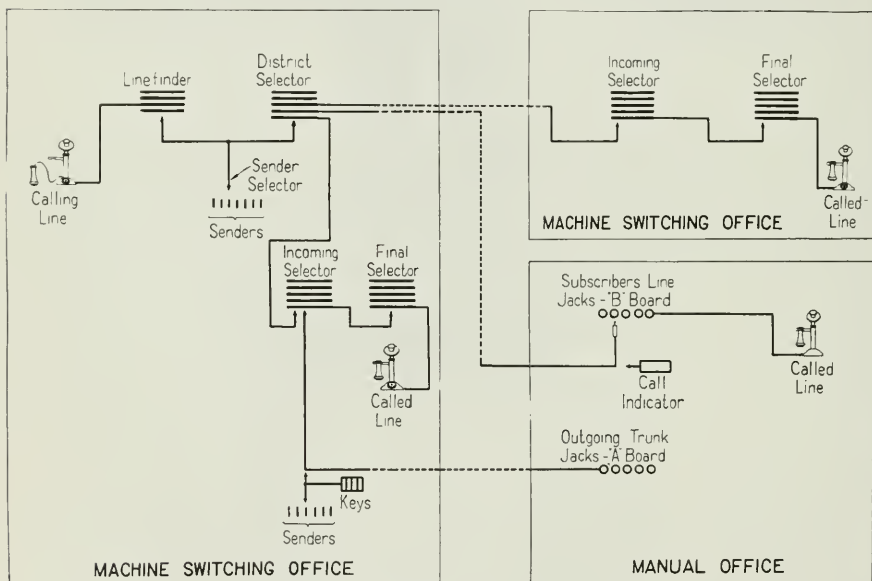 Linefinder
District
Selector
Calling
Line
Sender
Selector
Senders
Incoming
Selector
Final
Selector
Called
Line
Keys
Senders
MACHINE SWITCHING OFFICE
Incoming
Selector
Final
Selector
Called-
Line
MACHINE SWITCHING OFFICE
Subscribers Line
Jacks - "B" Board
Called
Line
Call
Indicator
Outgoing Trunk
Jacks - "A" Board
MANUAL OFFICE